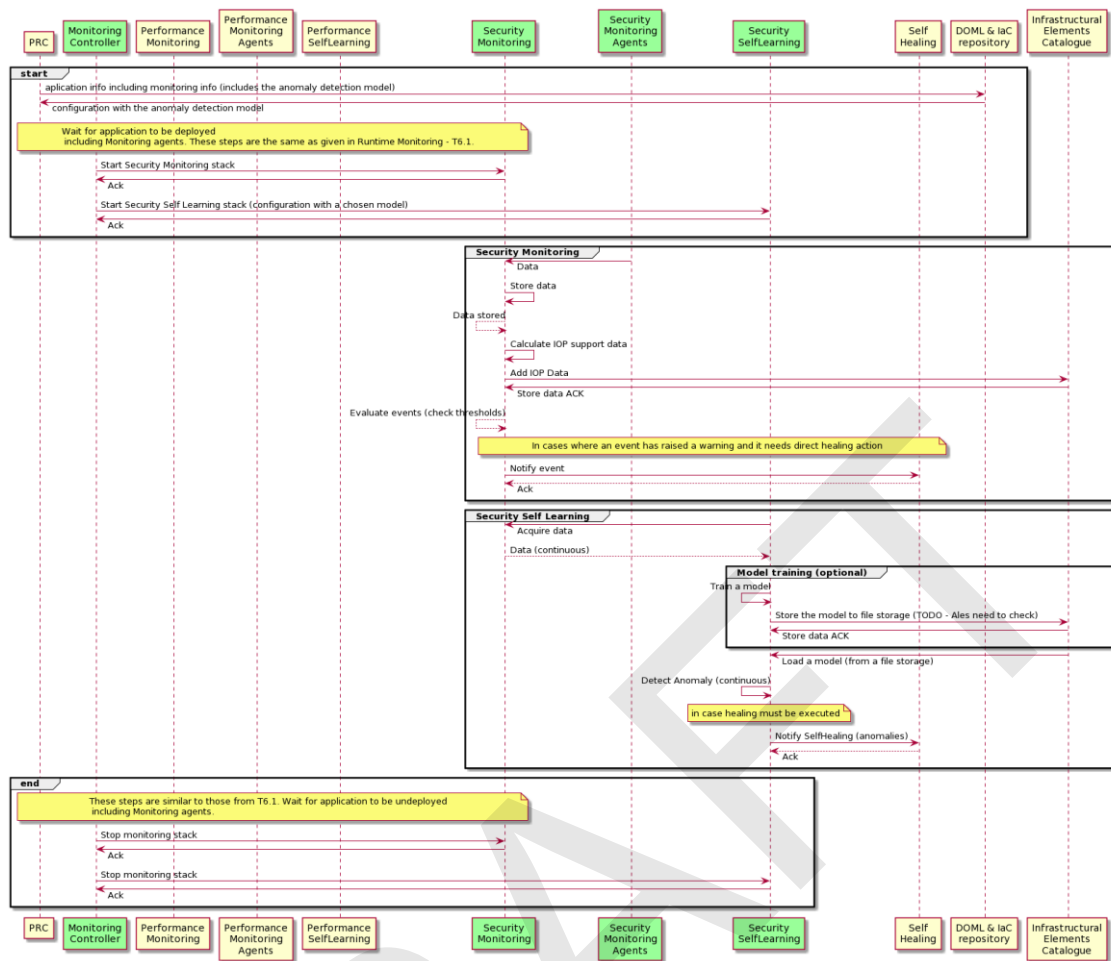 PRC
Monitoring
Controller
Performance
Monitoring
Performance
Monitoring
Agents
Performance
SelfLearning
Security
Monitoring
Security
Monitoring
Agents
Security
SelfLearning
Self
Healing
DOML & IaC
repository
Infrastructural
Elements
Catalogue
start
aplication info including monitoring info (includes the anomaly detection model)
configuration with the anomaly detection model
Wait for application to be deployed
including Monitoring agents. These steps are the same as given in Runtime Monitoring - T6.1.
Start Security Monitoring stack
Ack
Start Security Self Learning stack (configuration with a chosen model)
Ack
Security Monitoring
Data
Store data
Data stored
Calculate IOP support data
Add IOP Data
Store data ACK
Evaluate events (check thresholds)
In cases where an event has raised a warning and it needs direct healing action
Notify event
Ack
Security Self Learning
Acquire data
Data (continuous)
Model training (optional)
Train a model
Store the model to file storage (TODO - Ales need to check)
Store data ACK
Load a model (from a file storage)
Detect Anomaly (continuous)
in case healing must be executed
Notify SelfHealing (anomalies)
Ack
end
These steps are similar to those from T6.1. Wait for application to be undeployed
including Monitoring agents.
Stop monitoring stack
Ack
Stop monitoring stack
Ack
PRC
Monitoring
Controller
Performance
Monitoring
Performance
Monitoring
Agents
Performance
SelfLearning
Security
Monitoring
Security
Monitoring
Agents
Security
SelfLearning
Self
Healing
DOML & IaC
repository
Infrastructural
Elements
Catalogue